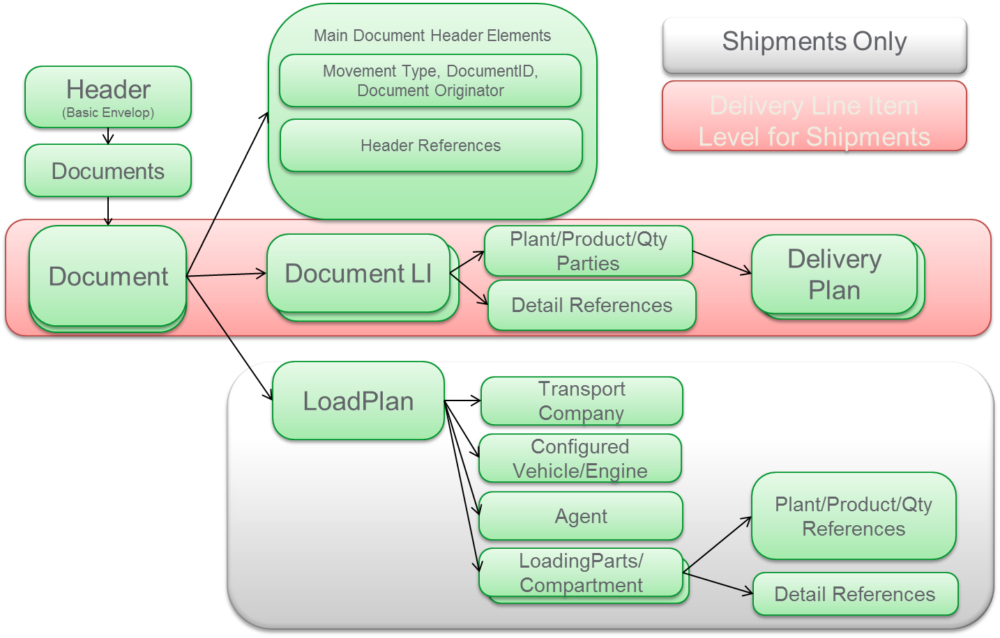 Main Document Header Elements
Movement Type, DocumentID,
Document Originator
Header References
Shipments Only
Delivery Line Item
Level for Shipments
Header
(Basic Envelop)
Documents
Document
Document LI
Plant/Product/Qty
Parties
Detail References
Delivery
Plan
LoadPlan
Transport
Company
Configured
Vehicle/Engine
Agent
LoadingParts/
Compartment
Plant/Product/Qty
References
Detail References